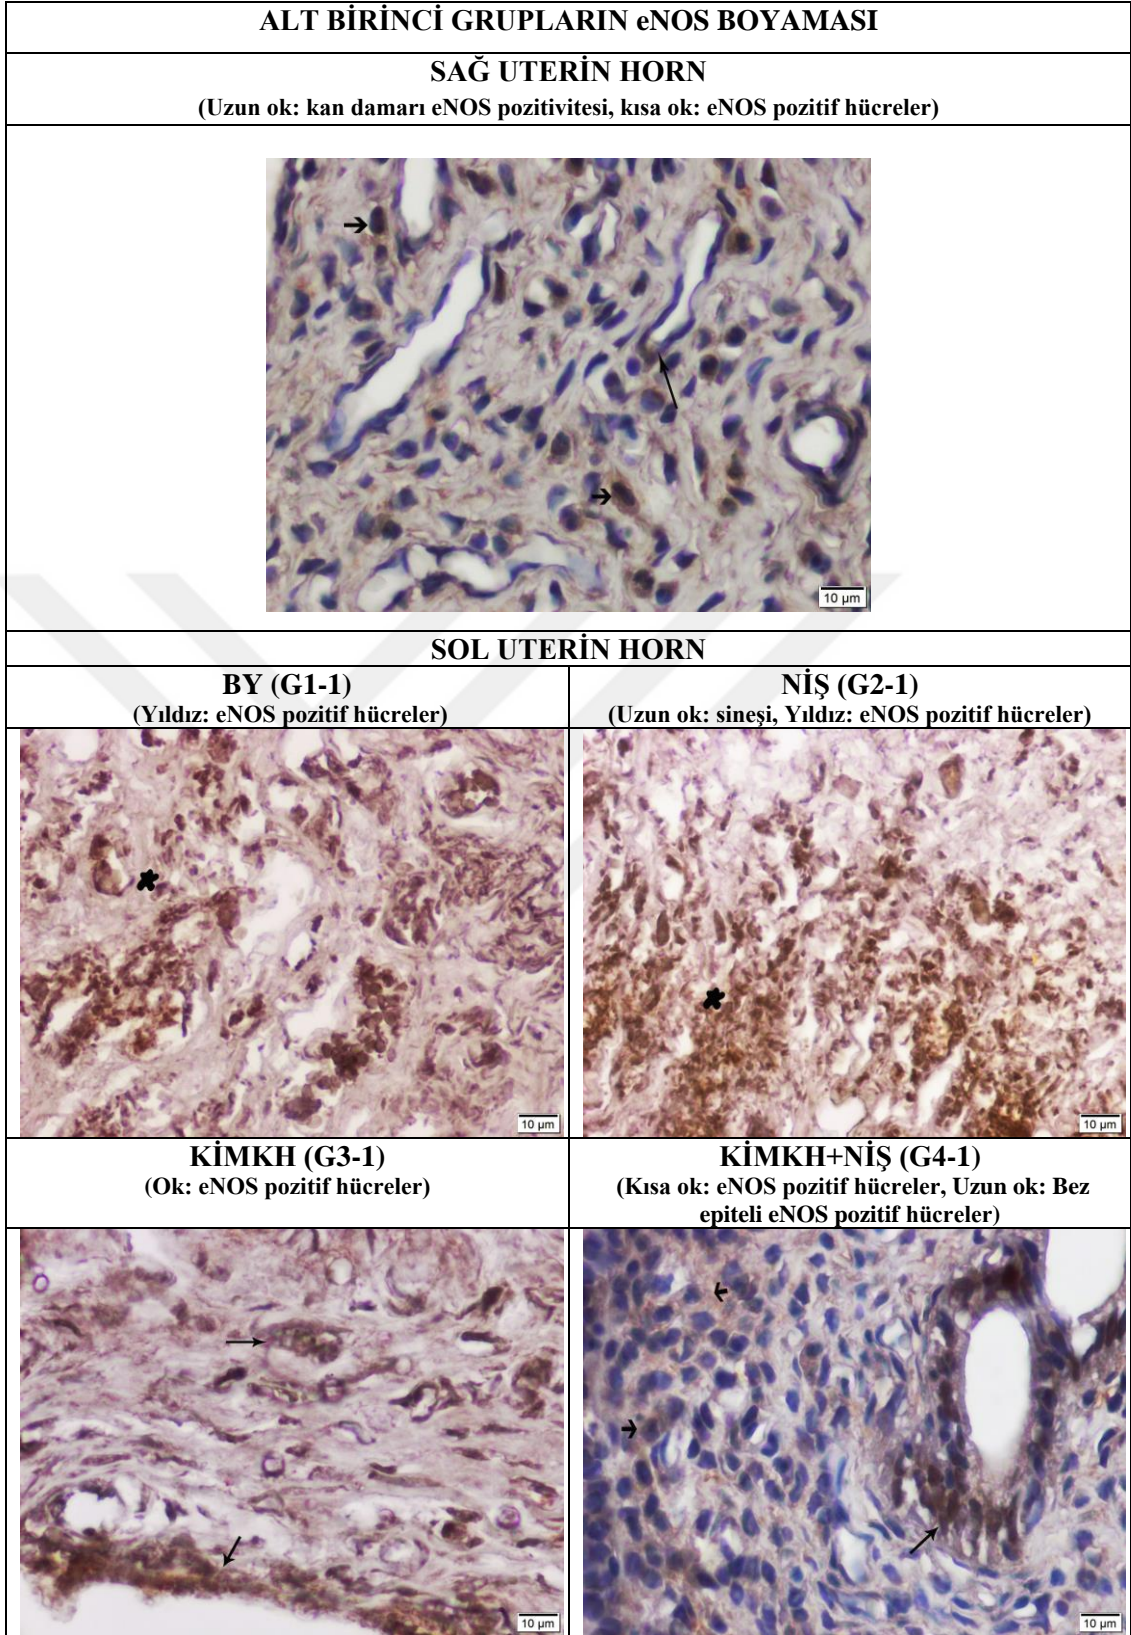 ALT BİRİNCİ GRUPLARIN eNOS BOYAMASI
SAĞ UTERİN HORN
(Uzun ok: kan damarı eNOS pozitivitesi, kısa ok: eNOS pozitif hücreler)
10 µm
SOL UTERİN HORN
BY (G1-1)
(Yıldız: eNOS pozitif hücreler)
NİŞ (G2-1)
(Uzun ok: sineşi, Yıldız: eNOS pozitif hücreler)
10 µm
10 µm
KİMKH (G3-1)
(Ok: eNOS pozitif hücreler)
KİMKH+NİŞ (G4-1)
(Kısa ok: eNOS pozitif hücreler, Uzun ok: Bez
epiteli eNOS pozitif hücreler)
10 µm
10 µm